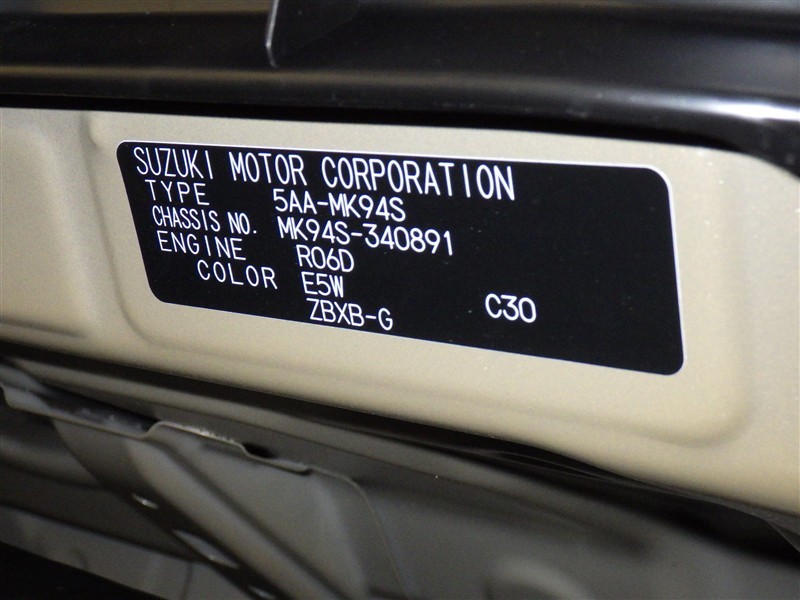 SUZUKI MOTOR CORPORATION
TYPE 5AA-MK94S
CHASSIS NO. MK94S-340891
ENGINE R06D
COLOR E5W C30
ZBXB-G